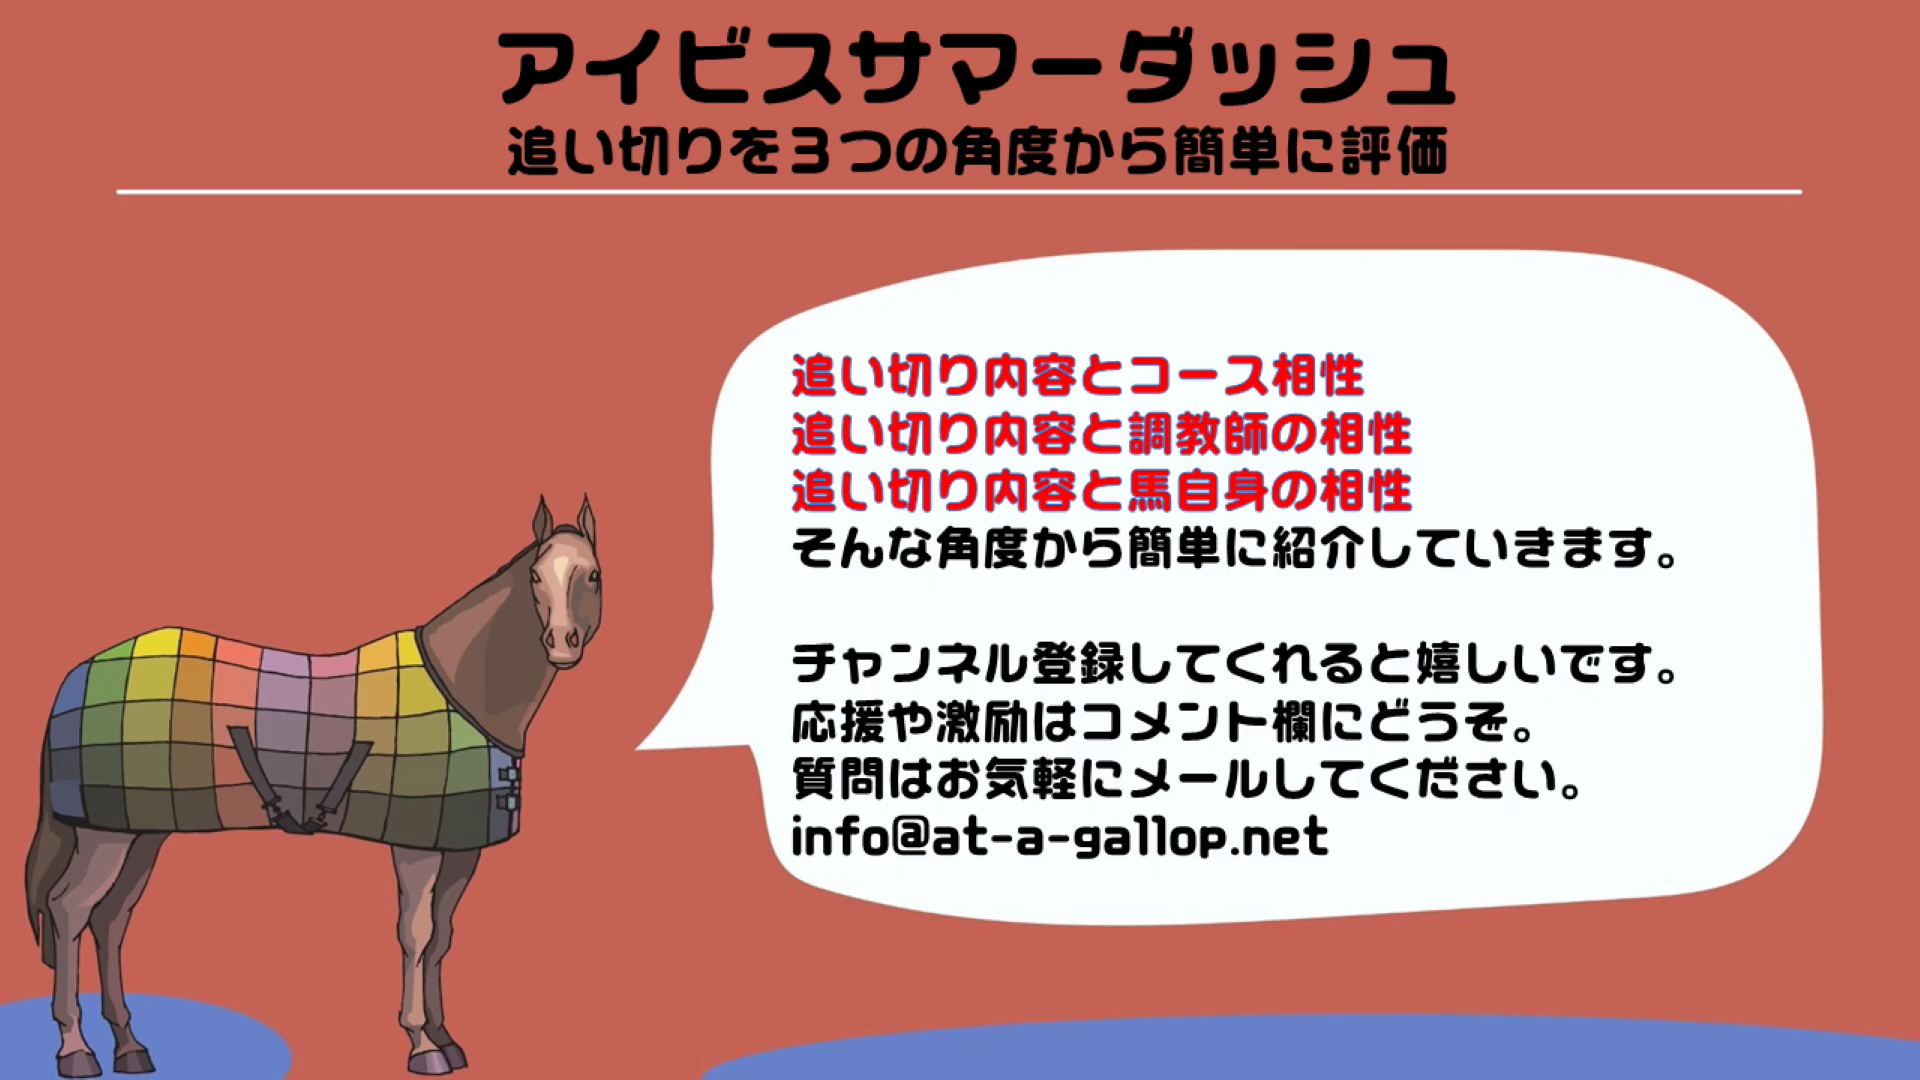 アイビスサマーダッシュ
追い切りを３つの角度から簡単に評価
追い切り内容とコース相性
追い切り内容と調教師の相性
追い切り内容と馬自身の相性
そんな角度から簡単に紹介していきます。
チャンネル登録してくれると嬉しいです。
応援や激励はコメント欄にどうぞ。
質問はお気軽にメールしてください。
info@at-a-gallop.net